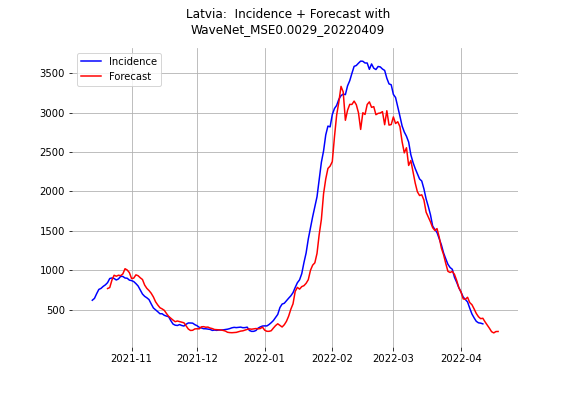 Latvia:  Incidence + Forecast with
WaveNet_MSE0.0029_20220409
Incidence
Forecast
3500
3000
2500
2000
1500
1000
500
2021-11 2021-12 2022-01 2022-02 2022-03 2022-04